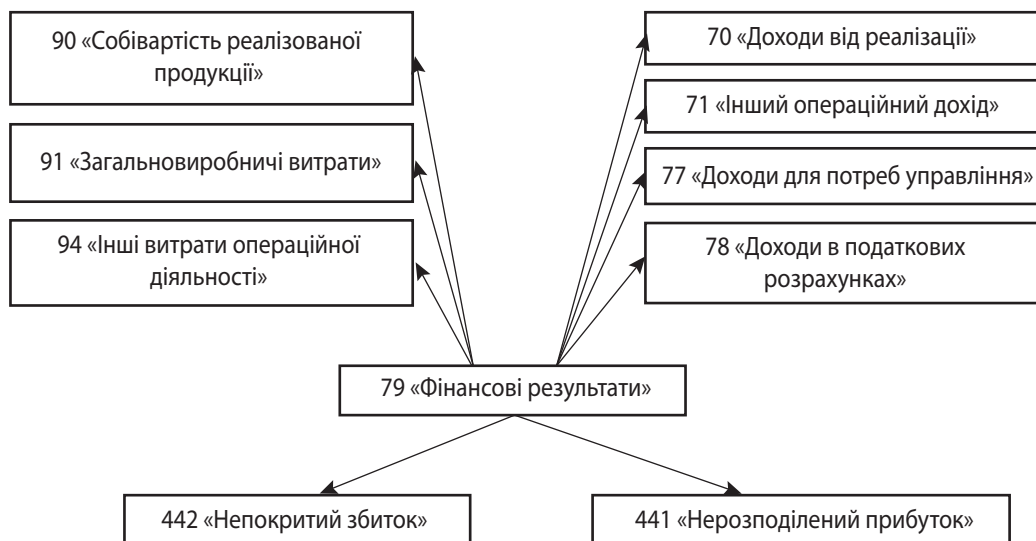 90 «Собівартість реалізованої
продукції»
91 «Загальновиробничі витрати»
94 «Інші витрати операційної
діяльності»
70 «Доходи від реалізації»
71 «Інший операційний дохід»
77 «Доходи для потреб управління»
78 «Доходи в податкових
розрахунках»
79 «Фінансові результати»
442 «Непокритий збиток»
441 «Нерозподілений прибуток»